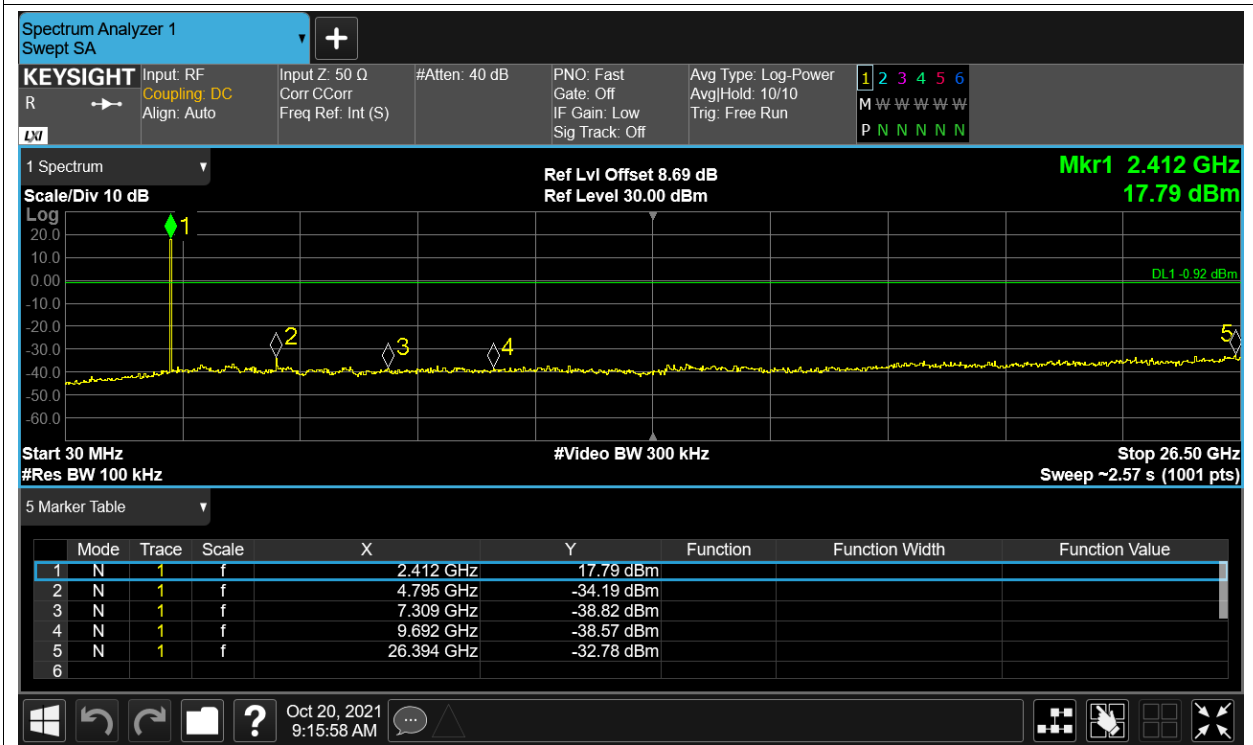 Spectrum Analyzer 1
Swept SA
KEYSIGHT Input: RF Input Z: 50 Ω #Atten: 40 dB PNO: Fast Avg Type: Log-Power 1 2 3 4 5 6
R Coupling: DC Corr CCorr Gate: Off Avg|Hold: 10/10 M W W W W W
Align: Auto Freq Ref: Int (S) IF Gain: Low Trig: Free Run
LXI Sig Track: Off P N N N N N
1 Spectrum Ref Lvl Offset 8.69 dB Mkr1 2.412 GHz
Scale/Div 10 dB Ref Level 30.00 dBm 17.79 dBm
Log
1
20.0
10.0
0.00 DL1 -0.92 dBm
-10.0
-20.0
2 3 4 5
-30.0
-40.0
-50.0
-60.0
Start 30 MHz #Video BW 300 kHz Stop 26.50 GHz
#Res BW 100 kHz Sweep ~2.57 s (1001 pts)
5 Marker Table
Mode Trace Scale X Y Function Function Width Function Value
1 N 1 f 2.412 GHz 17.79 dBm
2 N 1 f 4.795 GHz -34.19 dBm
3 N 1 f 7.309 GHz -38.82 dBm
4 N 1 f 9.692 GHz -38.57 dBm
5 N 1 f 26.394 GHz -32.78 dBm
6
? Oct 20, 2021
9:15:58 AM